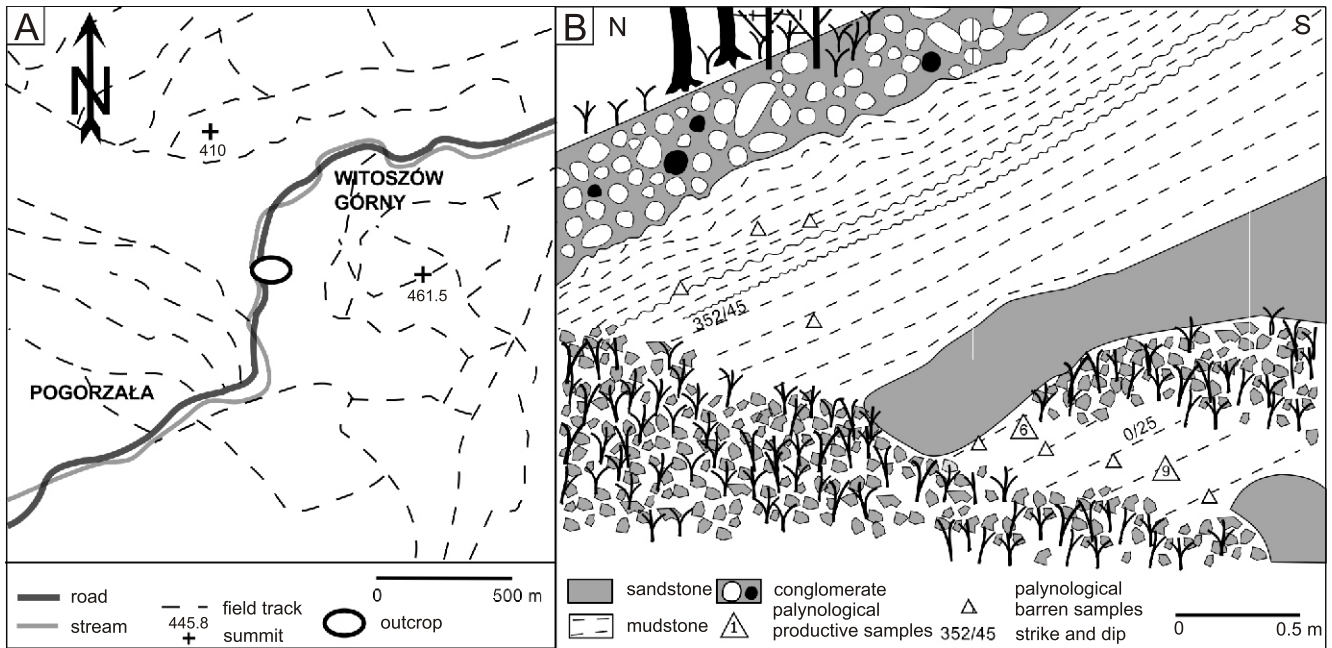 A
N
410
WITOSZÓW
GÓRNY
461.5
POGORZAŁA
road
stream
field track
445.8
summit
outcrop
0
500 m
B
N
S
352/45
6
0/25
9
sandstone
mudstone
conglomerate
1
palynological
productive samples
palynological
barren samples
352/45
strike and dip
0
0.5 m